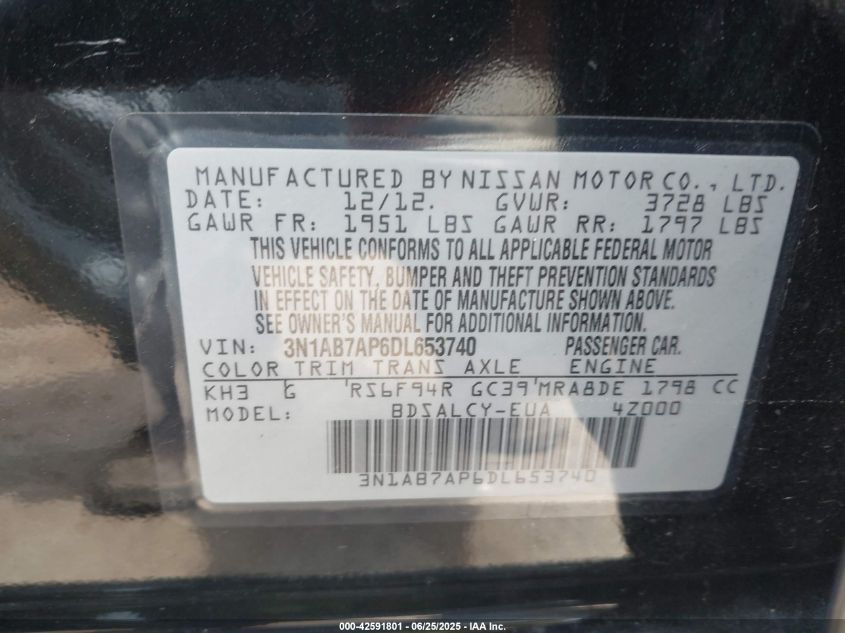 MANUFACTURED BY NISSAN MOTOR CO., LTD.
DATE: 12/12. GVWR: 3728 LBS
GAWR FR: 1951 LBS GAWR RR: 1797 LBS
THIS VEHICLE CONFORMS TO ALL APPLICABLE FEDERAL MOTOR
VEHICLE SAFETY, BUMPER AND THEFT PREVENTION STANDARDS
IN EFFECT ON THE DATE OF MANUFACTURE SHOWN ABOVE.
SEE OWNER'S MANUAL FOR ADDITIONAL INFORMATION.
VIN: 3N1AB7AP6DL653740 PASSENGER CAR.
COLOR TRIM TRANS AXLE ENGINE
KH3 G 'RS6F94R GC39'MRA8DE 1798 CC
MODEL: BDSALCY-EUA 4Z000
3N1AB7AP6DL653740
000-42591801 - 06/25/2025 - IAA Inc.